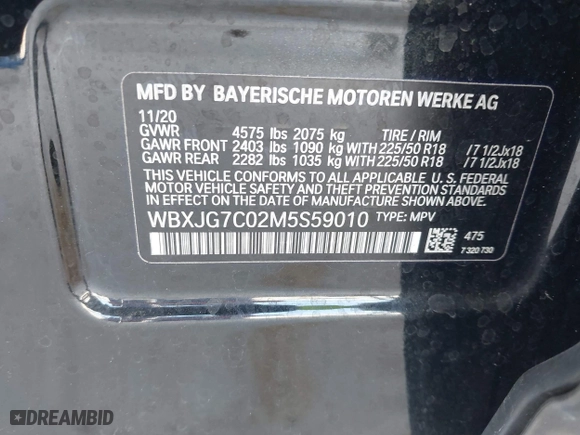 MFD BY BAYERISCHE MOTOREN WERKE AG
11/20
GVWR 4575 lbs 2075 kg TIRE / RIM
GAWR FRONT 2403 lbs 1090 kg WITH 225/50 R18 /7 1/2Jx18
GAWR REAR 2282 lbs 1035 kg WITH 225/50 R18 /7 1/2Jx18
THIS VEHICLE CONFORMS TO ALL APPLICABLE U. S. FEDERAL
MOTOR VEHICLE SAFETY AND THEFT PREVENTION STANDARDS
IN EFFECT ON THE DATE OF MANUFACTURE SHOWN ABOVE.
WBXJG7C02M5S59010 TYPE: MPV
475
7 320 730
DREAMBID